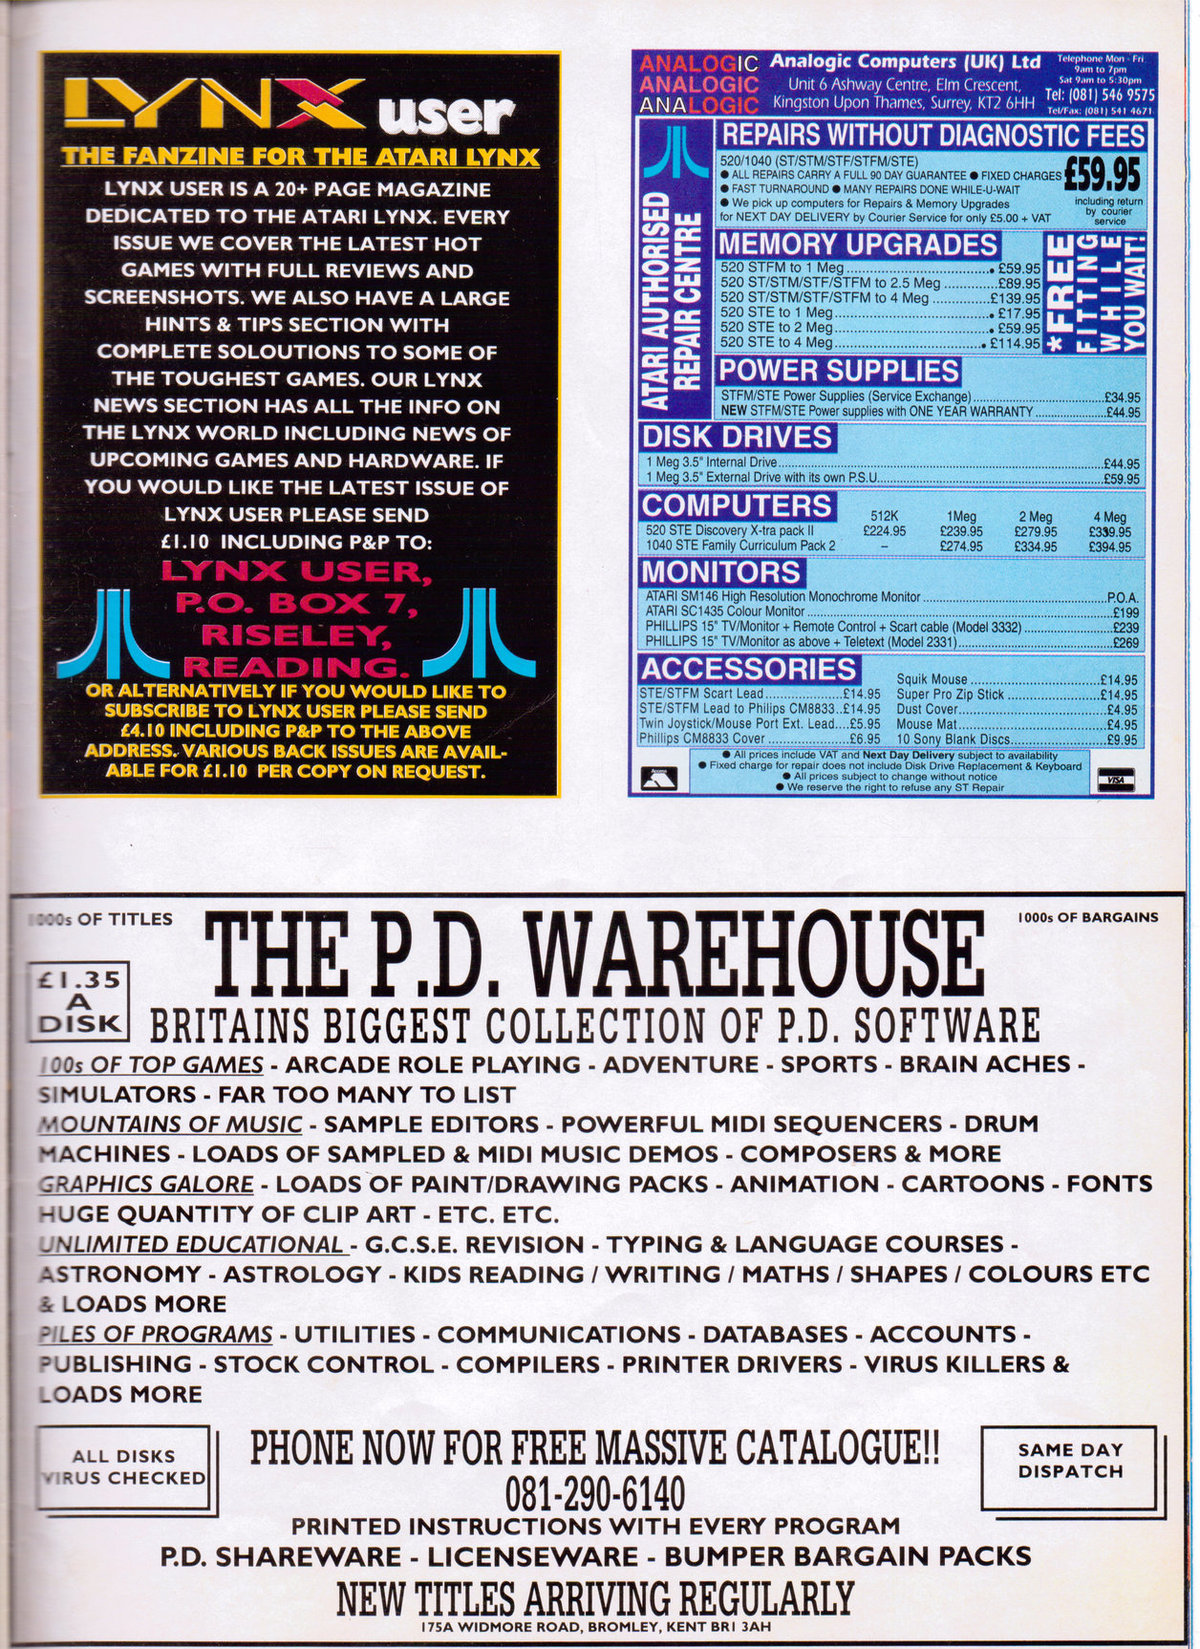 LYNX user
THE FANZINE FOR THE ATARI LYNX
LYNX USER IS A 20+ PAGE MAGAZINE
DEDICATED TO THE ATARI LYNX. EVERY
ISSUE WE COVER THE LATEST HOT
GAMES WITH FULL REVIEWS AND
SCREENSHOTS. WE ALSO HAVE A LARGE
HINTS & TIPS SECTION WITH
COMPLETE SOLOUTIONS TO SOME OF
THE TOUGHEST GAMES. OUR LYNX
NEWS SECTION HAS ALL THE INFO ON
THE LYNX WORLD INCLUDING NEWS OF
UPCOMING GAMES AND HARDWARE. IF
YOU WOULD LIKE THE LATEST ISSUE OF
LYNX USER PLEASE SEND
£1.10 INCLUDING P&P TO:
LYNX USER,
P.O. BOX 7,
RISELEY,
READING.
OR ALTERNATIVELY IF YOU WOULD LIKE TO
SUBSCRIBE TO LYNX USER PLEASE SEND
£4.10 INCLUDING P&P TO THE ABOVE
ADDRESS. VARIOUS BACK ISSUES ARE AVAIL-
ABLE FOR £1.10 PER COPY ON REQUEST.
ANALOGIC
ANALOGIC
ANALOGIC
Analogic Computers (UK) Ltd
Unit 6 Ashway Centre, Elm Crescent,
Kingston Upon Thames, Surrey, KT2 6HH
Telephone Mon - Fri
9am to 7pm
Sat 9am to 5:30pm
Tel: (081) 546 9575
Tel/Fax: (081) 541 4671
ATARI AUTHORISED
REPAIR CENTRE
REPAIRS WITHOUT DIAGNOSTIC FEES
520/1040 (ST/STM/STF/STFM/STE)
● ALL REPAIRS CARRY A FULL 90 DAY GUARANTEE ● FIXED CHARGES
● FAST TURNAROUND ● MANY REPAIRS DONE WHILE-U-WAIT
● We pick up computers for Repairs & Memory Upgrades
for NEXT DAY DELIVERY by Courier Service for only £5.00 + VAT
£59.95
including return
by courier
service
MEMORY UPGRADES
520 STFM to 1 Meg • £59.95
520 ST/STM/STF/STFM to 2.5 Meg £89.95
520 ST/STM/STF/STFM to 4 Meg £139.95
520 STE to 1 Meg • £17.95
520 STE to 2 Meg • £59.95
520 STE to 4 Meg • £114.95
*FREE
FITTING
WHILE
YOU WAIT!
POWER SUPPLIES
STFM/STE Power Supplies (Service Exchange) £34.95
NEW STFM/STE Power supplies with ONE YEAR WARRANTY £44.95
DISK DRIVES
1 Meg 3.5" Internal Drive £44.95
1 Meg 3.5" External Drive with its own P.S.U. £59.95
COMPUTERS 512K 1Meg 2 Meg 4 Meg
520 STE Discovery X-tra pack II £224.95 £239.95 £279.95 £339.95
1040 STE Family Curriculum Pack 2 – £274.95 £334.95 £394.95
MONITORS
ATARI SM146 High Resolution Monochrome Monitor P.O.A.
ATARI SC1435 Colour Monitor £199
PHILLIPS 15" TV/Monitor + Remote Control + Scart cable (Model 3332) £239
PHILLIPS 15" TV/Monitor as above + Teletext (Model 2331) £269
ACCESSORIES
STE/STFM Scart Lead £14.95
STE/STFM Lead to Philips CM8833 £14.95
Twin Joystick/Mouse Port Ext. Lead £5.95
Phillips CM8833 Cover £6.95
Squik Mouse £14.95
Super Pro Zip Stick £14.95
Dust Cover £4.95
Mouse Mat £4.95
10 Sony Blank Discs £9.95
● All prices include VAT and Next Day Delivery subject to availability
● Fixed charge for repair does not include Disk Drive Replacement & Keyboard
● All prices subject to change without notice
● We reserve the right to refuse any ST Repair
Access
VISA
1000s OF TITLES
THE P.D. WAREHOUSE
1000s OF BARGAINS
£1.35
A
DISK
BRITAINS BIGGEST COLLECTION OF P.D. SOFTWARE
100s OF TOP GAMES - ARCADE ROLE PLAYING - ADVENTURE - SPORTS - BRAIN ACHES -
SIMULATORS - FAR TOO MANY TO LIST
MOUNTAINS OF MUSIC - SAMPLE EDITORS - POWERFUL MIDI SEQUENCERS - DRUM
MACHINES - LOADS OF SAMPLED & MIDI MUSIC DEMOS - COMPOSERS & MORE
GRAPHICS GALORE - LOADS OF PAINT/DRAWING PACKS - ANIMATION - CARTOONS - FONTS
HUGE QUANTITY OF CLIP ART - ETC. ETC.
UNLIMITED EDUCATIONAL - G.C.S.E. REVISION - TYPING & LANGUAGE COURSES -
ASTRONOMY - ASTROLOGY - KIDS READING / WRITING / MATHS / SHAPES / COLOURS ETC
& LOADS MORE
PILES OF PROGRAMS - UTILITIES - COMMUNICATIONS - DATABASES - ACCOUNTS -
PUBLISHING - STOCK CONTROL - COMPILERS - PRINTER DRIVERS - VIRUS KILLERS &
LOADS MORE
ALL DISKS
VIRUS CHECKED
PHONE NOW FOR FREE MASSIVE CATALOGUE!!
081-290-6140
SAME DAY
DISPATCH
PRINTED INSTRUCTIONS WITH EVERY PROGRAM
P.D. SHAREWARE - LICENSEWARE - BUMPER BARGAIN PACKS
NEW TITLES ARRIVING REGULARLY
175A WIDMORE ROAD, BROMLEY, KENT BR1 3AH